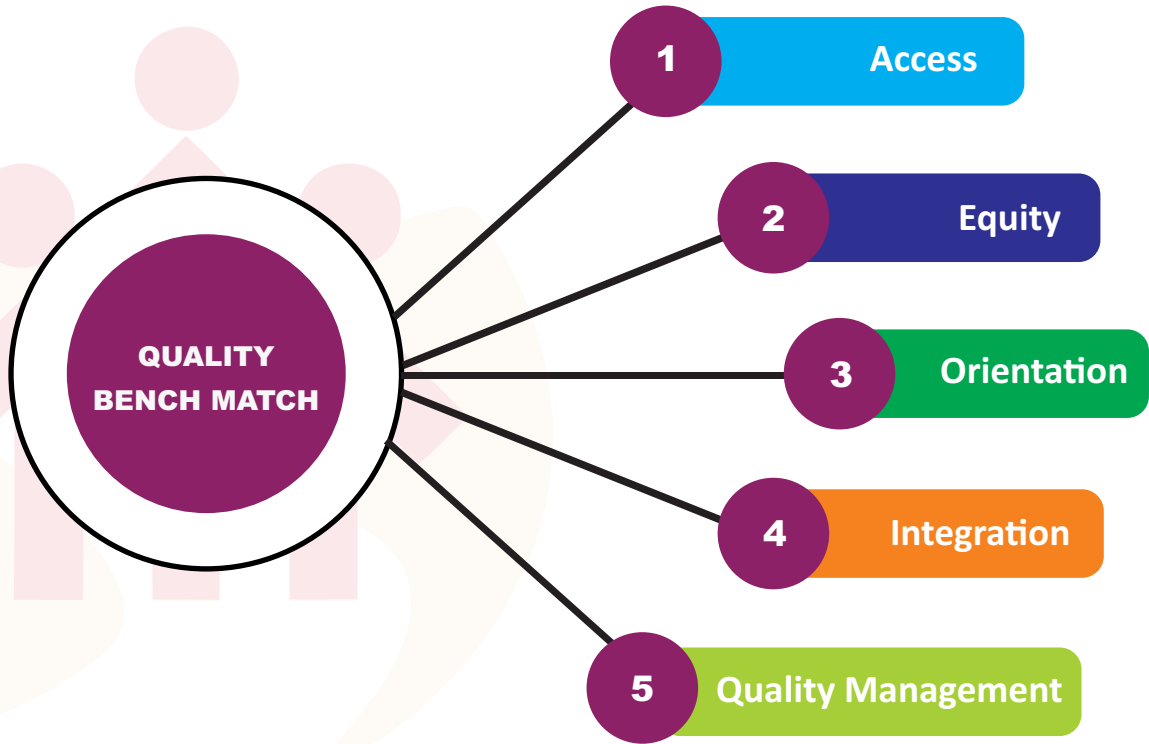 QUALITY
BENCH MATCH
1 Access
2 Equity
3 Orientation
4 Integration
5 Quality Management